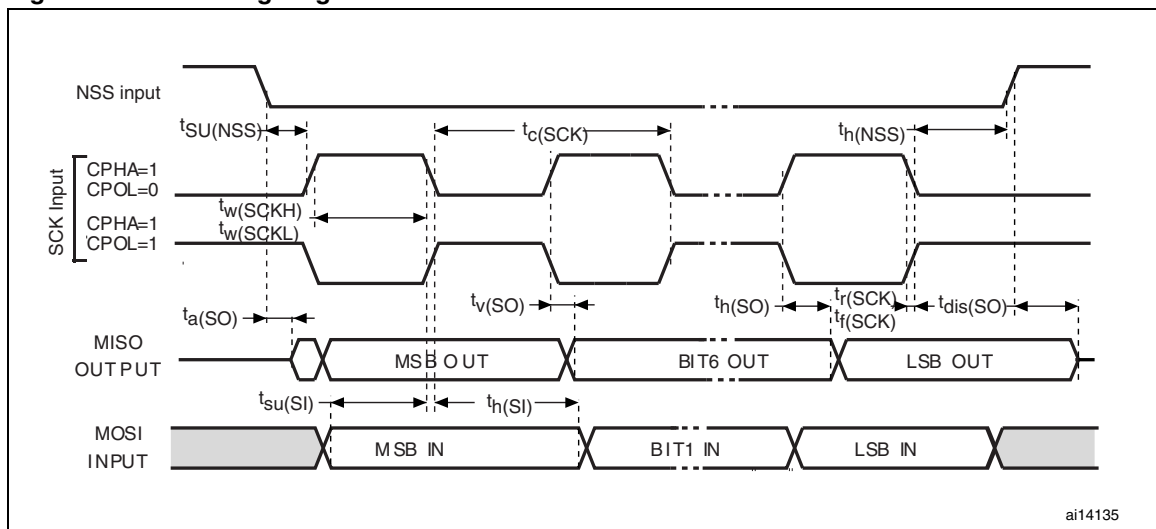 NSS input
tSU(NSS)
tc(SCK)
th(NSS)
SCK Input
CPHA=1
CPOL=0
CPHA=1
CPOL=1
tw(SCKH)
tw(SCKL)
ta(SO)
tv(SO)
th(SO)
tr(SCK)
tf(SCK)
tdis(SO)
MISO
OUTPUT
MSB OUT
BIT6 OUT
LSB OUT
tsu(SI)
th(SI)
MOSI
INPUT
MSB IN
BIT1 IN
LSB IN
ai14135